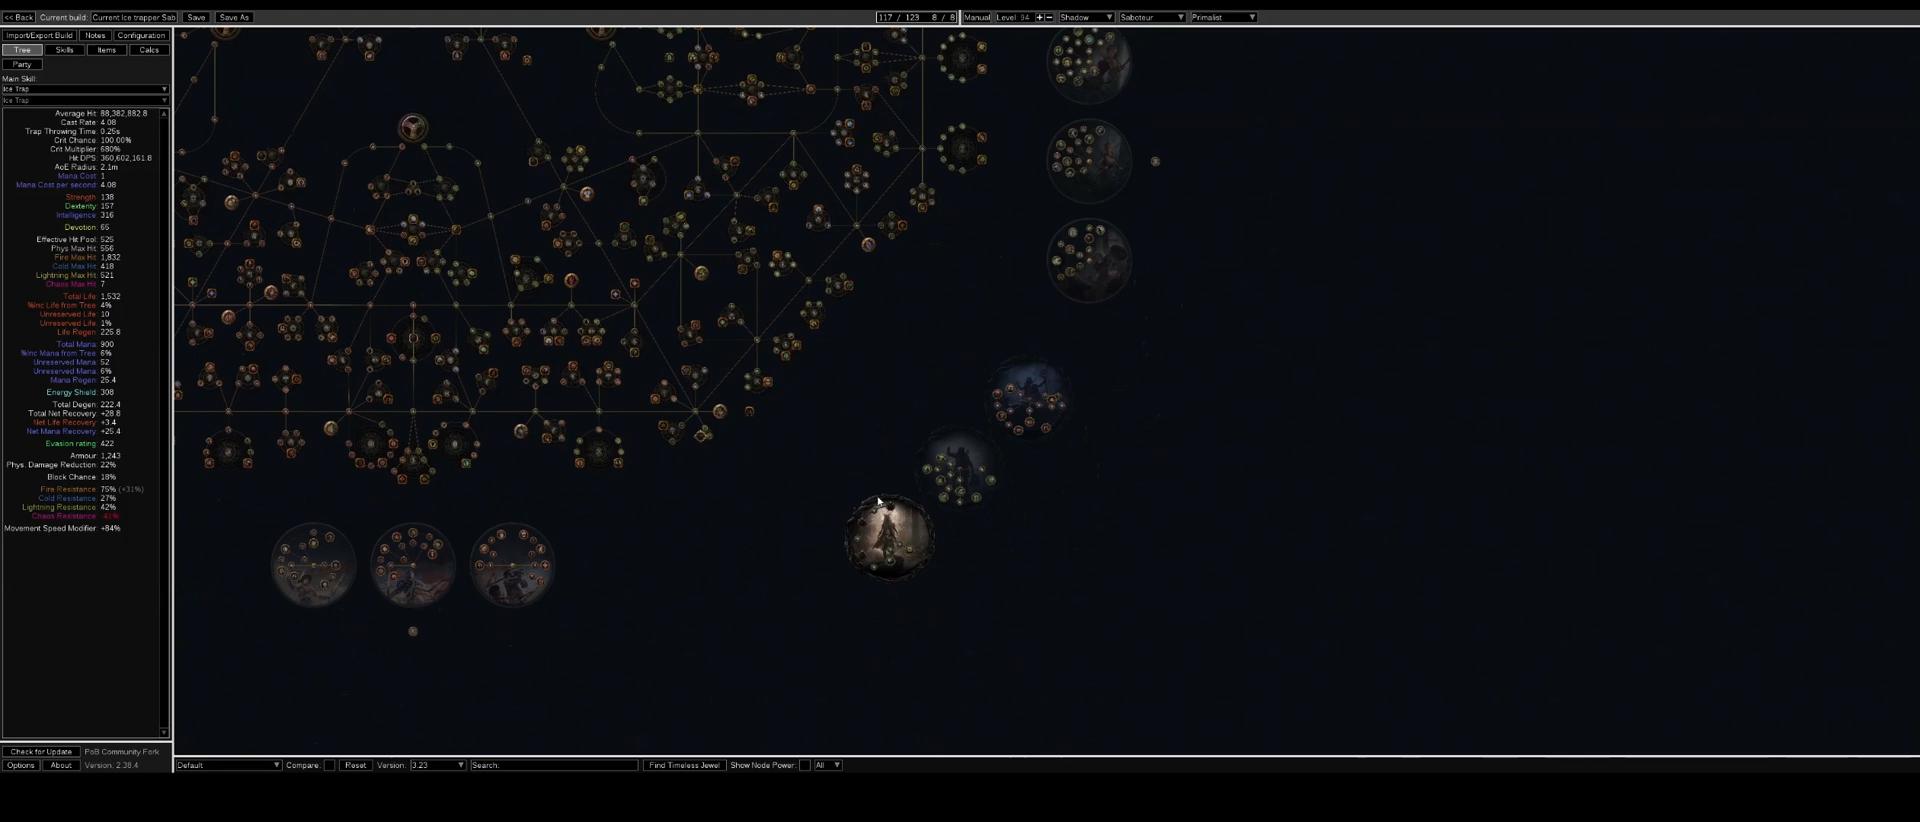 << Back Current build: Current Ice trapper Sab Save Save As 117 / 123 8 / 8 Manual Level: 94 + - Shadow Saboteur Primalist
Import/Export Build Notes Configuration
Tree Skills Items Calcs
Party
Main Skill:
Ice Trap
Ice Trap
Average Hit: 88,382,882.8
Cast Rate: 4.08
Trap Throwing Time: 0.25s
Crit Chance: 100.00%
Crit Multiplier: 680%
Hit DPS: 360,602,161.8
AoE Radius: 2.1m
Mana Cost: 1
Mana Cost per second: 4.08
Strength: 138
Dexterity: 157
Intelligence: 316
Devotion: 65
Effective Hit Pool: 525
Phys Max Hit: 556
Fire Max Hit: 1,832
Cold Max Hit: 418
Lightning Max Hit: 521
Chaos Max Hit: 7
Total Life: 1,532
%Inc Life from Tree: 4%
Unreserved Life: 10
Unreserved Life: 1%
Life Regen: 225.8
Total Mana: 900
%Inc Mana from Tree: 6%
Unreserved Mana: 52
Unreserved Mana: 6%
Mana Regen: 25.4
Energy Shield: 308
Total Degen: 222.4
Total Net Recovery: +28.8
Net Life Recovery: +3.4
Net Mana Recovery: +25.4
Evasion rating: 422
Armour: 1,243
Phys. Damage Reduction: 22%
Block Chance: 18%
Fire Resistance: 75% (+31%)
Cold Resistance: 27%
Lightning Resistance: 42%
Chaos Resistance:
Movement Speed Modifier: +84%
Check for Update PoB Community Fork
Options About Version: 2.38.4
Default Compare: Reset Version: 3.23 Search: Find Timeless Jewel Show Node Power: All